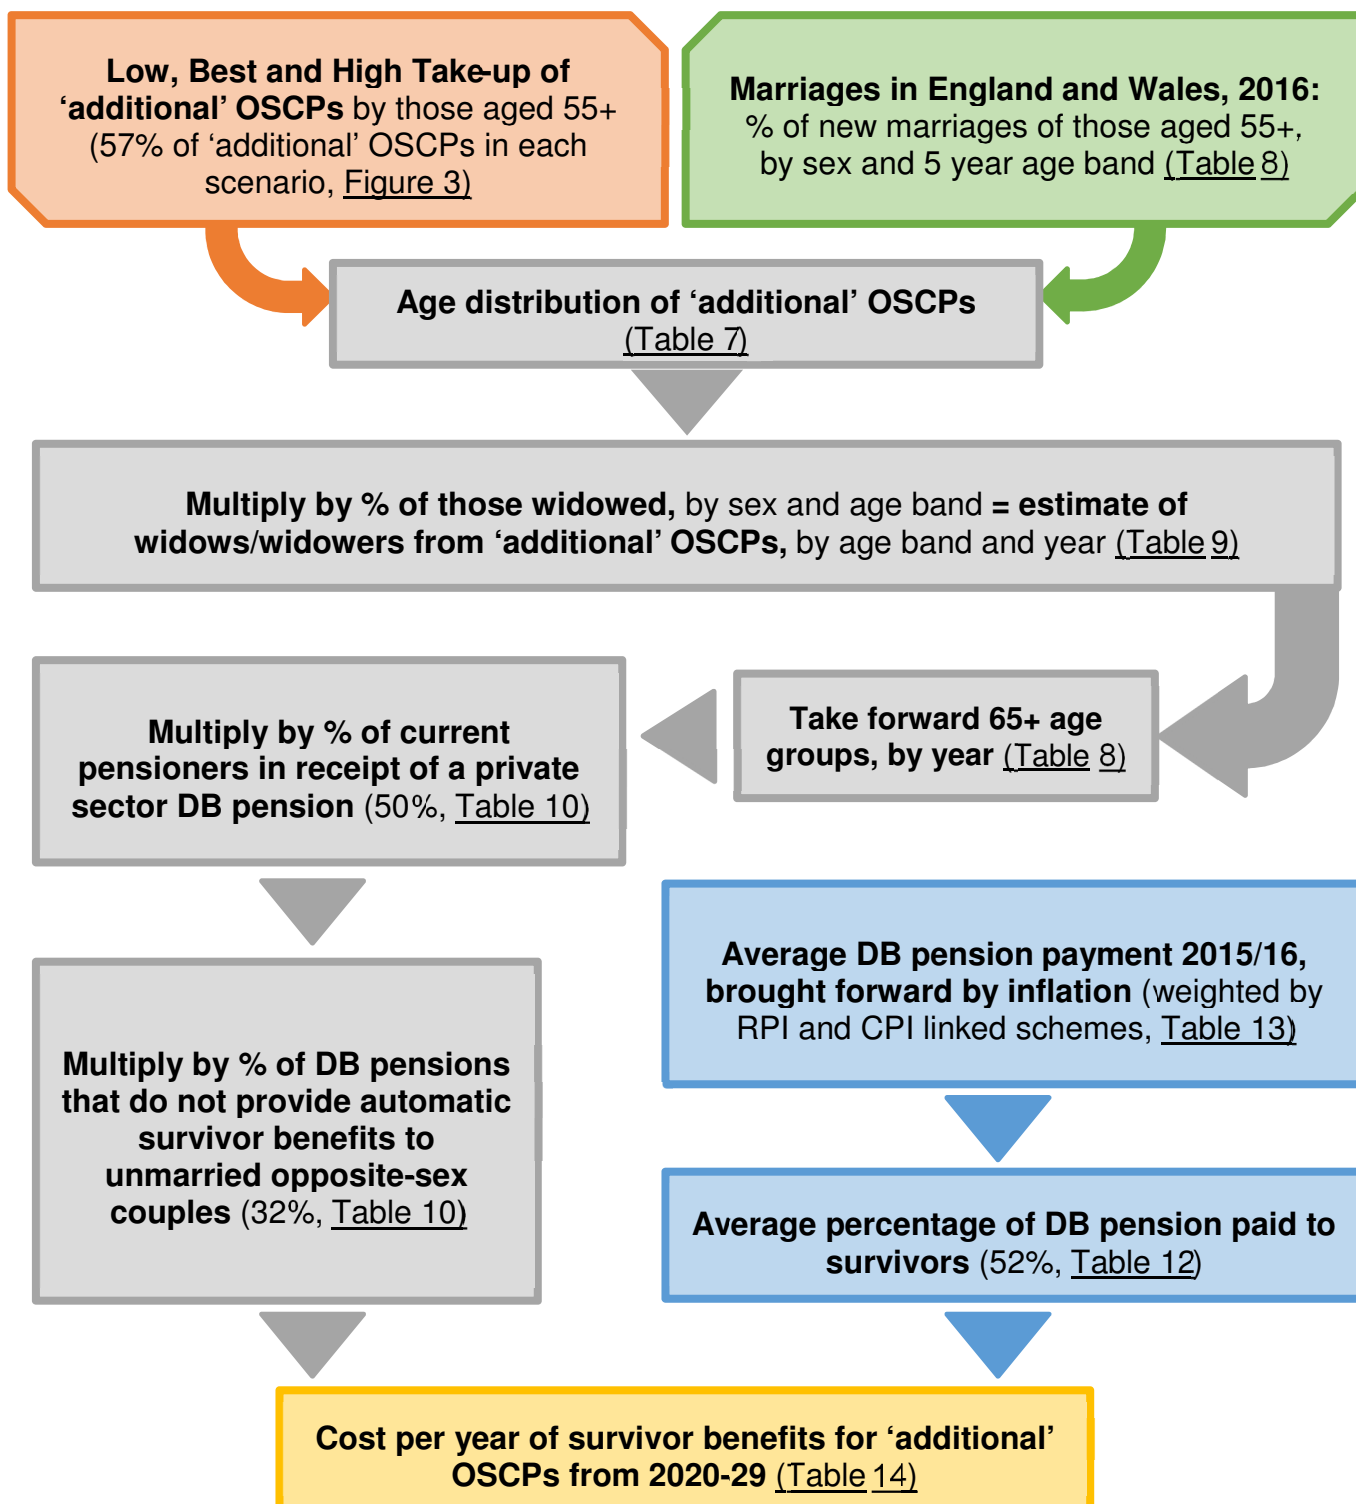 Low, Best and High Take-up of
‘additional’ OSCPs by those aged 55+
(57% of ‘additional’ OSCPs in each
scenario, Figure 3)
Marriages in England and Wales, 2016:
% of new marriages of those aged 55+,
by sex and 5 year age band (Table 8)
Age distribution of ‘additional’ OSCPs
(Table 7)
Multiply by % of those widowed, by sex and age band = estimate of
widows/widowers from ‘additional’ OSCPs, by age band and year (Table 9)
Multiply by % of current
pensioners in receipt of a private
sector DB pension (50%, Table 10)
Take forward 65+ age
groups, by year (Table 8)
Multiply by % of DB pensions
that do not provide automatic
survivor benefits to
unmarried opposite-sex
couples (32%, Table 10)
Average DB pension payment 2015/16,
brought forward by inflation (weighted by
RPI and CPI linked schemes, Table 13)
Average percentage of DB pension paid to
survivors (52%, Table 12)
Cost per year of survivor benefits for ‘additional’
OSCPs from 2020-29 (Table 14)